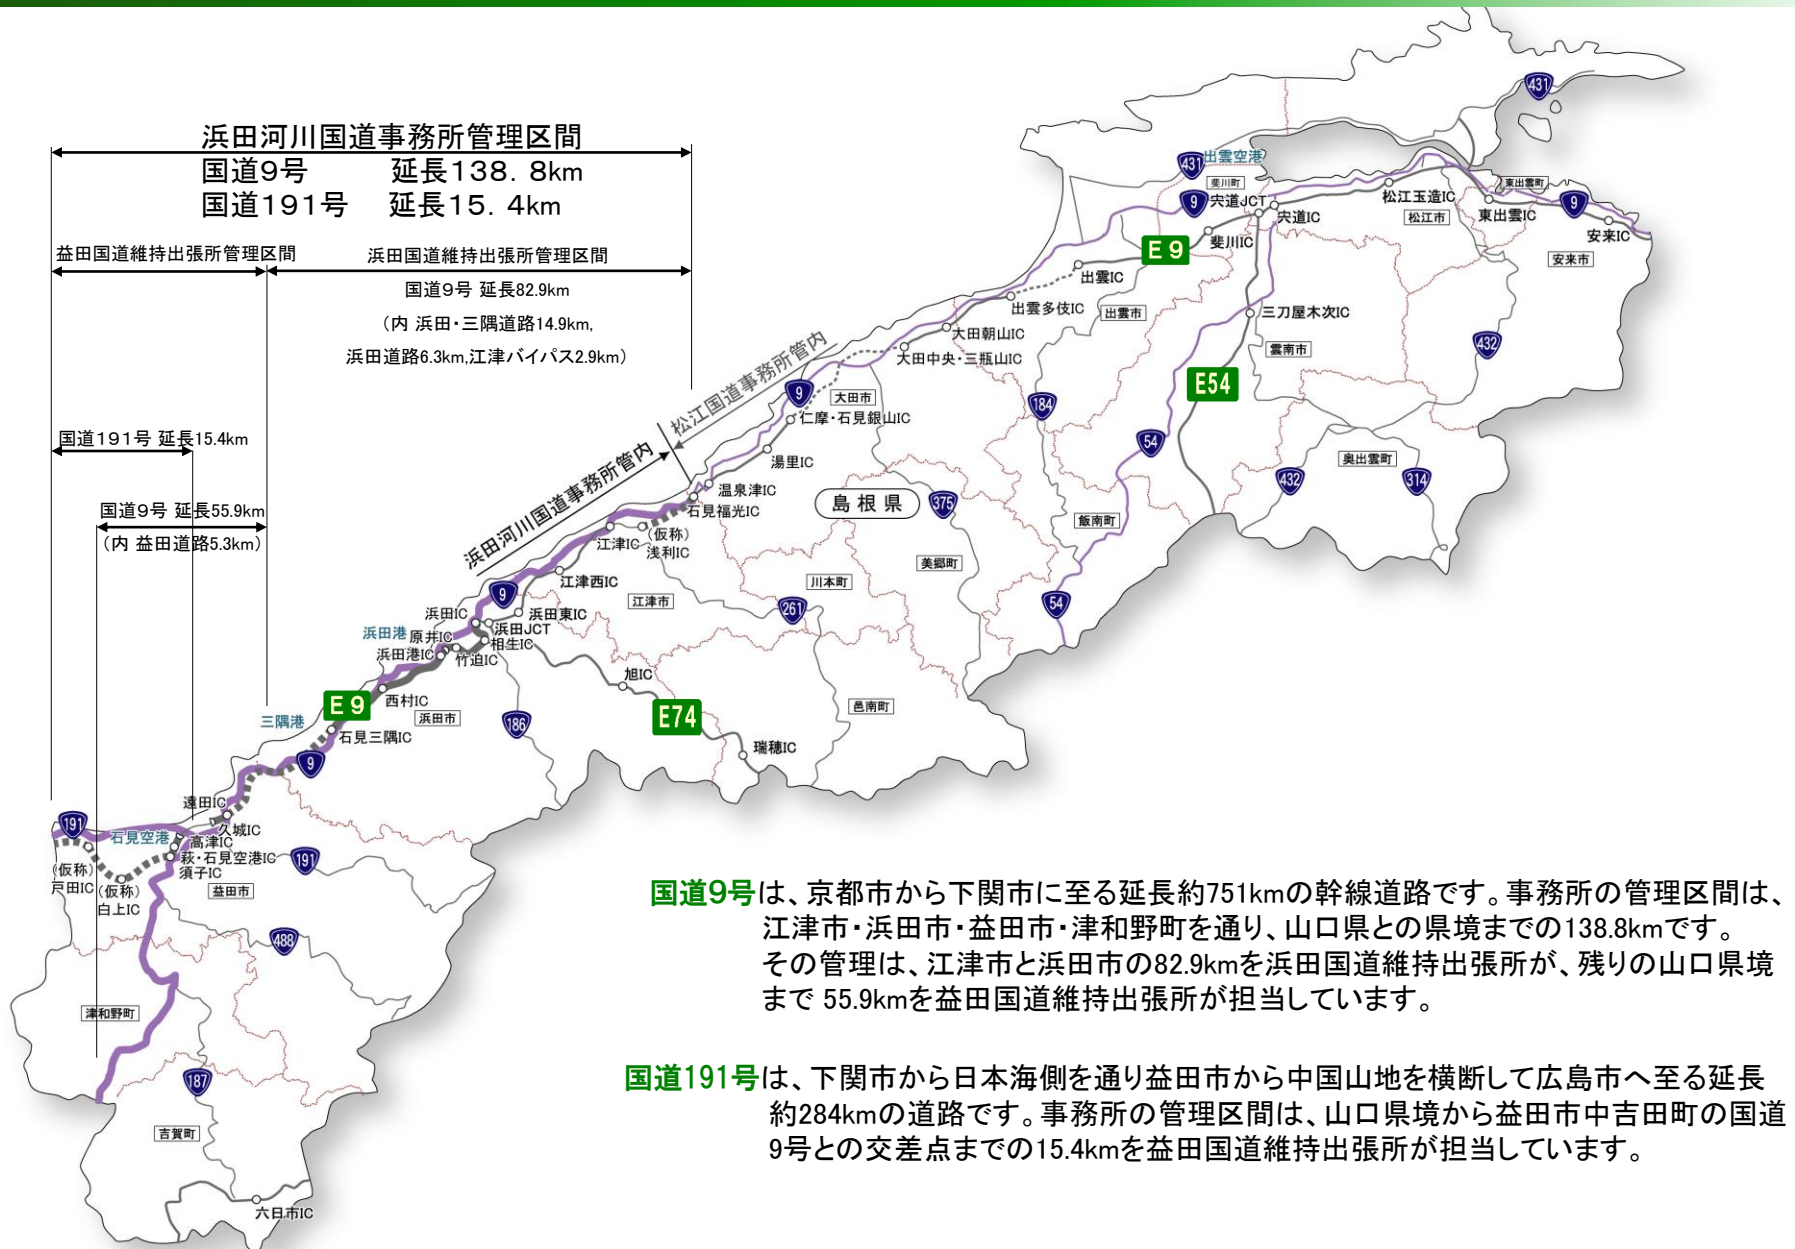 浜田河川国道事務所管理区間
国道9号 延長138.8km
国道191号 延長15.4km
益田国道維持出張所管理区間
浜田国道維持出張所管理区間
国道9号 延長82.9km
(内 浜田・三隅道路14.9km,
浜田道路6.3km,江津バイパス2.9km)
国道191号 延長15.4km
国道9号 延長55.9km
(内 益田道路5.3km)
浜田河川国道事務所管内
松江国道事務所管内
431
431
出雲空港
斐川町
9
宍道JCT
宍道IC
松江玉造IC
松江市
東出雲町
東出雲IC
9
安来IC
安来市
斐川IC
E9
出雲IC
出雲多伎IC
出雲市
三刀屋木次IC
雲南市
432
大田朝山IC
大田中央・三瓶山IC
E54
9
大田市
仁摩・石見銀山IC
184
54
湯里IC
奥出雲町
432
314
温泉津IC
石見福光IC
島根県
375
飯南町
江津IC
(仮称)
浅利IC
美郷町
江津西IC
川本町
江津市
261
54
9
浜田IC
浜田東IC
浜田港
原井IC
浜田JCT
相生IC
浜田港IC
竹迫IC
旭IC
西村IC
E9
浜田市
186
E74
邑南町
三隅港
石見三隅IC
瑞穂IC
9
遠田IC
191
石見空港
久城IC
高津IC
萩・石見空港IC
須子IC
191
(仮称)
戸田IC
(仮称)
白上IC
益田市
488
津和野町
187
吉賀町
六日市IC
国道9号は、京都市から下関市に至る延長約751kmの幹線道路です。事務所の管理区間は、
江津市・浜田市・益田市・津和野町を通り、山口県との県境までの138.8kmです。
その管理は、江津市と浜田市の82.9kmを浜田国道維持出張所が、残りの山口県境
まで 55.9kmを益田国道維持出張所が担当しています。
国道191号は、下関市から日本海側を通り益田市から中国山地を横断して広島市へ至る延長
約284kmの道路です。事務所の管理区間は、山口県境から益田市中吉田町の国道
9号との交差点までの15.4kmを益田国道維持出張所が担当しています。